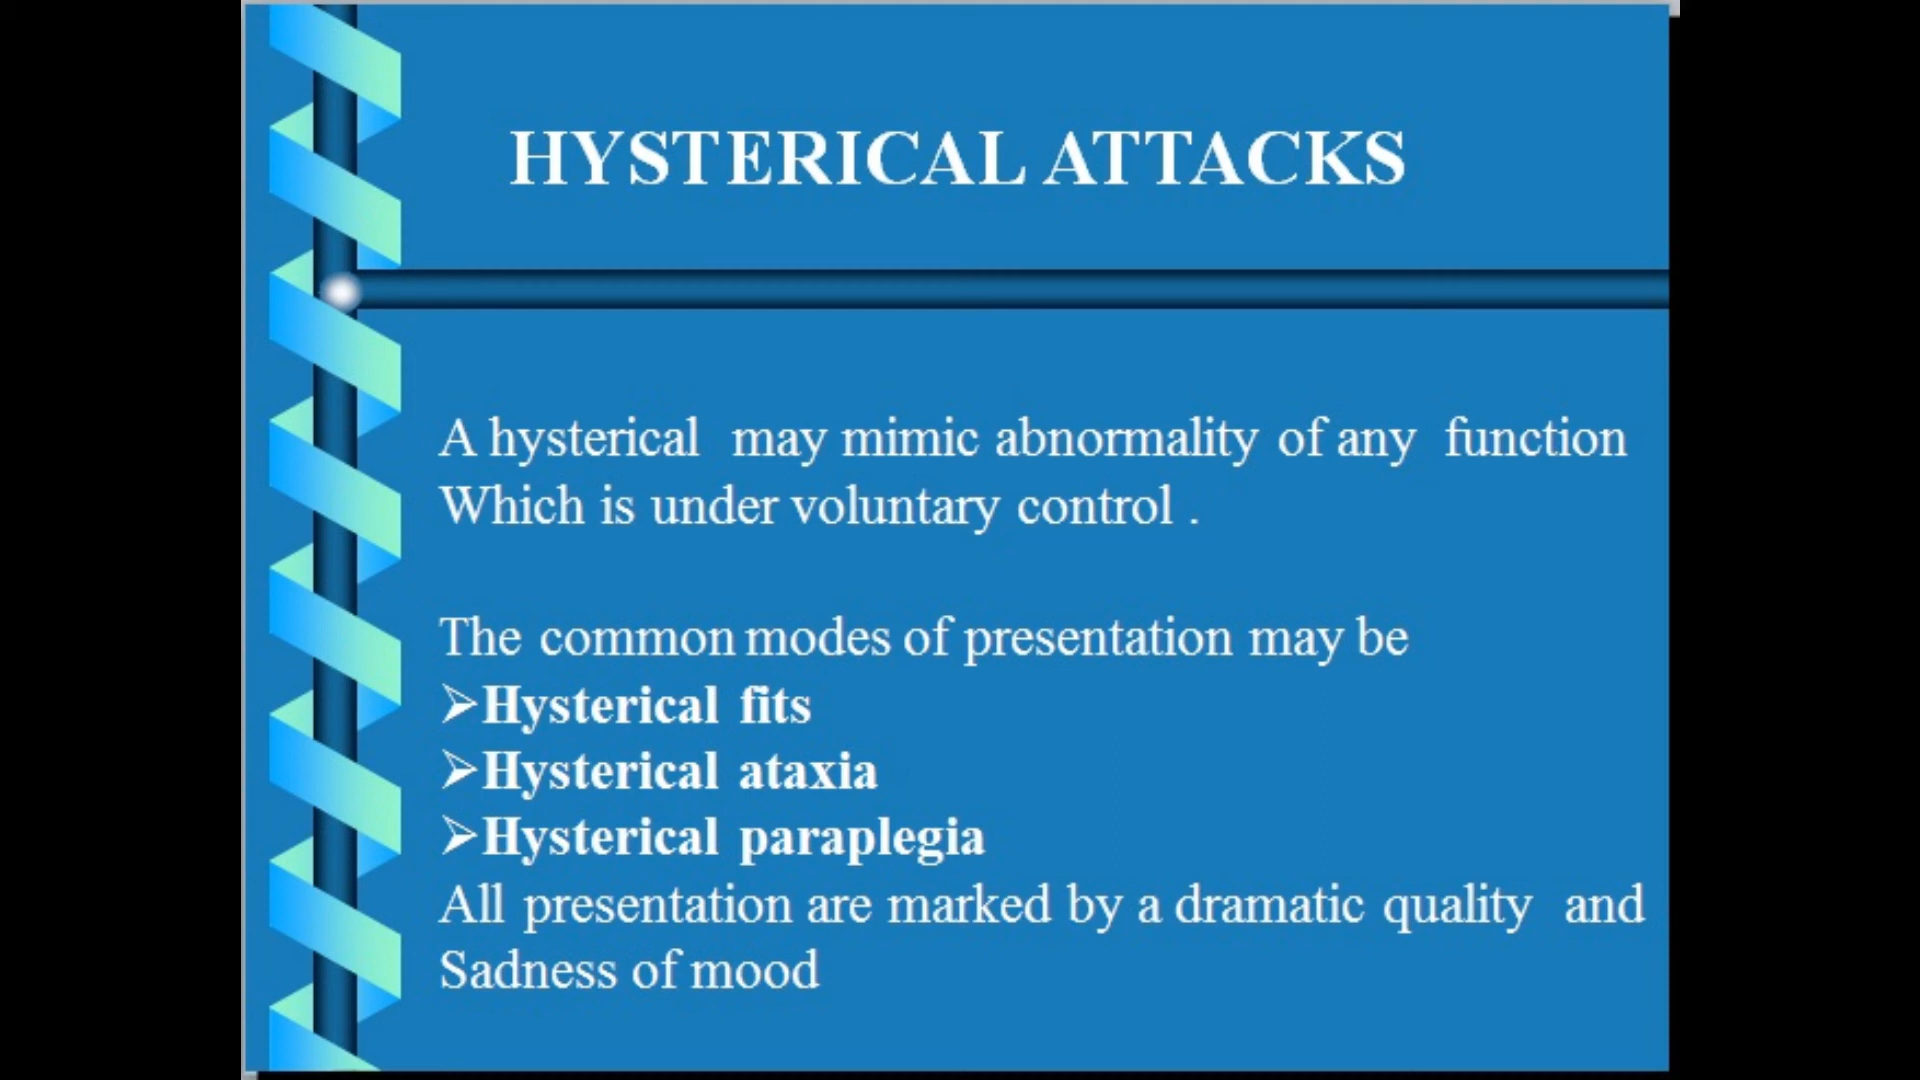 HYSTERICAL ATTACKS
A hysterical may mimic abnormality of any function
Which is under voluntary control .
The common modes of presentation may be
➢Hysterical fits
➢Hysterical ataxia
➢Hysterical paraplegia
All presentation are marked by a dramatic quality and
Sadness of mood